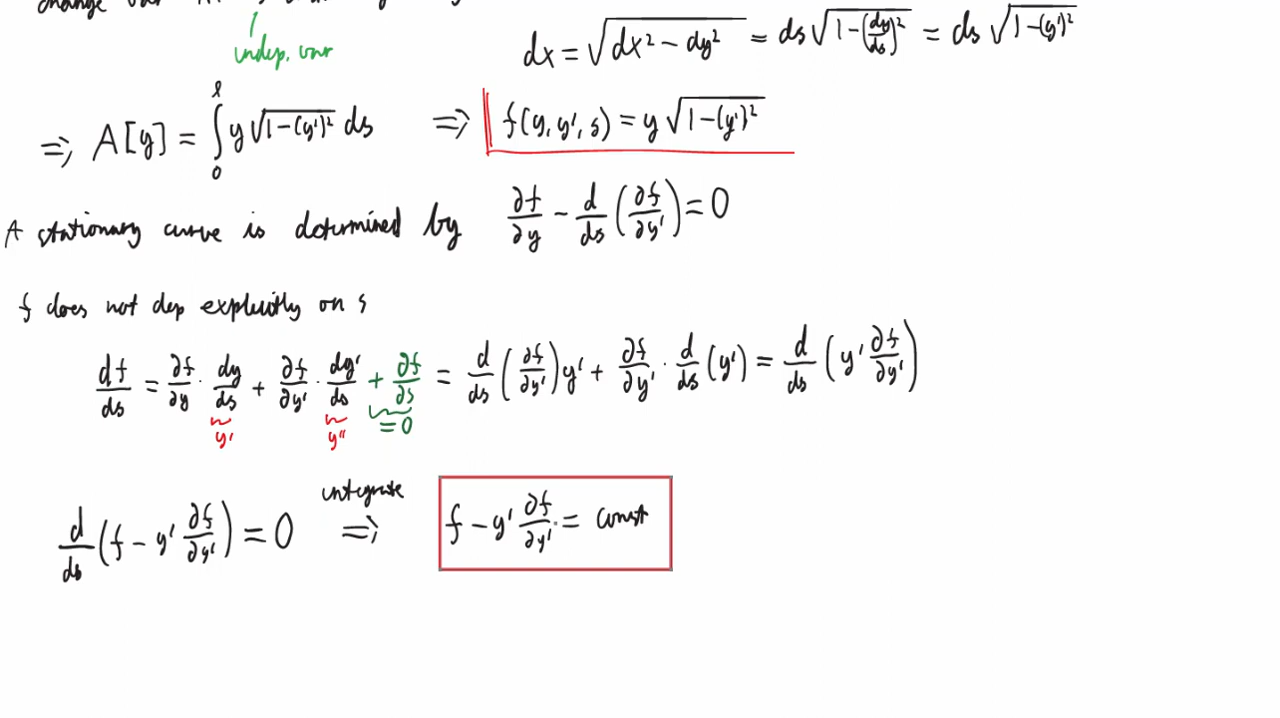 change var
indep. var
dx = √(dx² − dy²) = ds √(1−(dy/ds)²) = ds √(1−(y')²)
⇒ A[y] = ∫₀^ℓ y √(1−(y')²) ds ⇒ f(y, y', s) = y √(1−(y')²)
A stationary curve is determined by ∂f/∂y − d/ds (∂f/∂y') = 0
f does not dep explicitly on s
df/ds = ∂f/∂y · dy/ds + ∂f/∂y' · dy'/ds + ∂f/∂s = d/ds (∂f/∂y') y' + ∂f/∂y' · d/ds (y') = d/ds (y' ∂f/∂y')
y' y'' = 0
integrate
d/ds (f − y' ∂f/∂y') = 0 ⇒ f − y' ∂f/∂y' = const